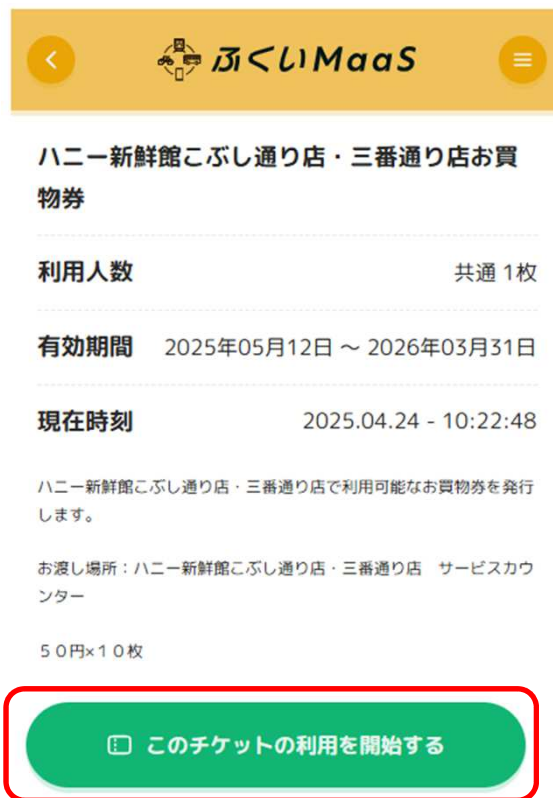 ふくいMaaS
ハニー新鮮館こぶし通り店・三番通り店お買
物券
利用人数 共通 1枚
有効期間 2025年05月12日 ～ 2026年03月31日
現在時刻 2025.04.24 - 10:22:48
ハニー新鮮館こぶし通り店・三番通り店で利用可能なお買物券を発行
します。
お渡し場所：ハニー新鮮館こぶし通り店・三番通り店　サービスカウ
ンター
５０円×１０枚
このチケットの利用を開始する